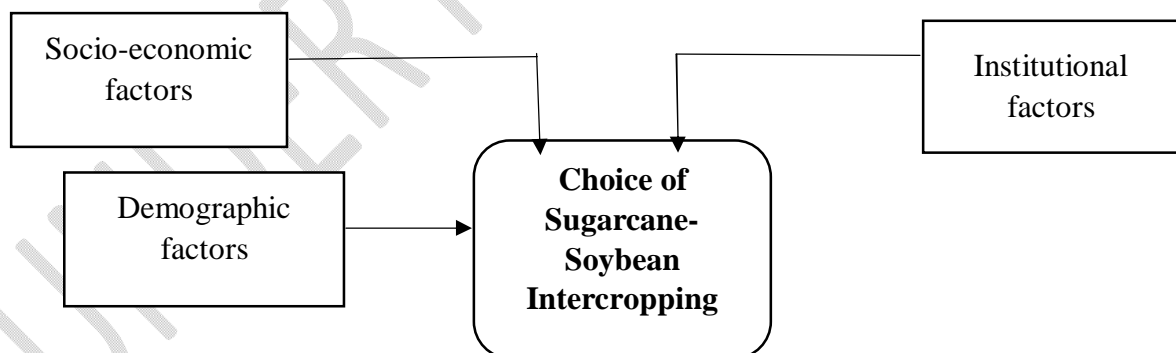 Socio-economic
factors
Institutional
factors
Demographic
factors
Choice of
Sugarcane-
Soybean
Intercropping